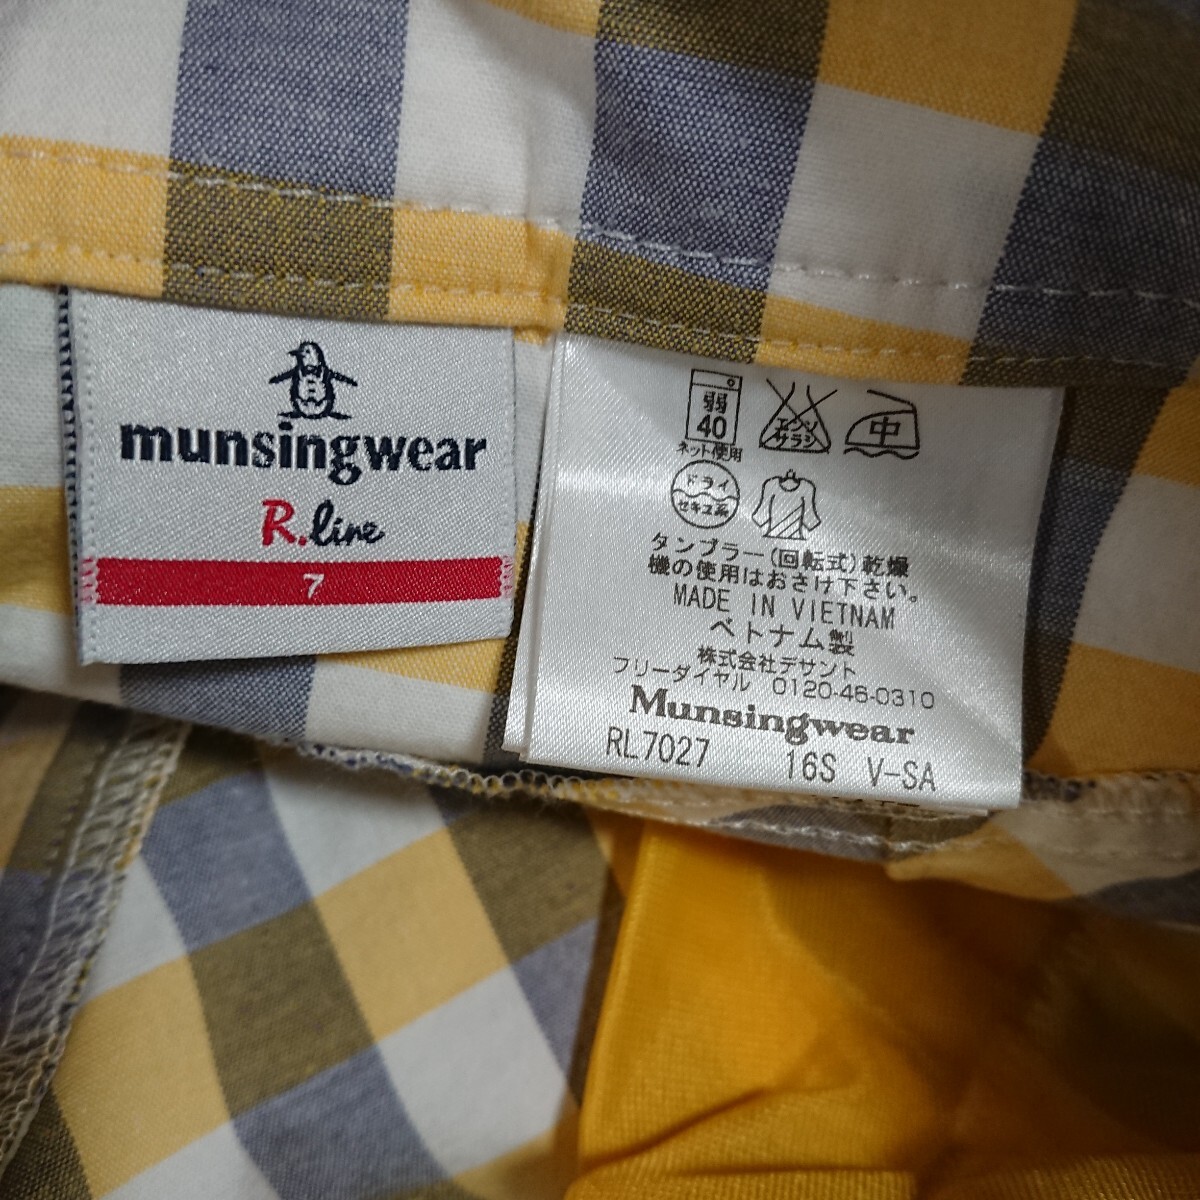 munsingwear
R.line
7
弱
40
ネット使用
エンソ
サラシ
中
ドライ
セキユ系
タンブラー(回転式)乾燥
機の使用はおさけ下さい。
MADE IN VIETNAM
ベトナム製
株式会社デサント
フリーダイヤル 0120-46-0310
Munsingwear
RL7027 16S V-SA